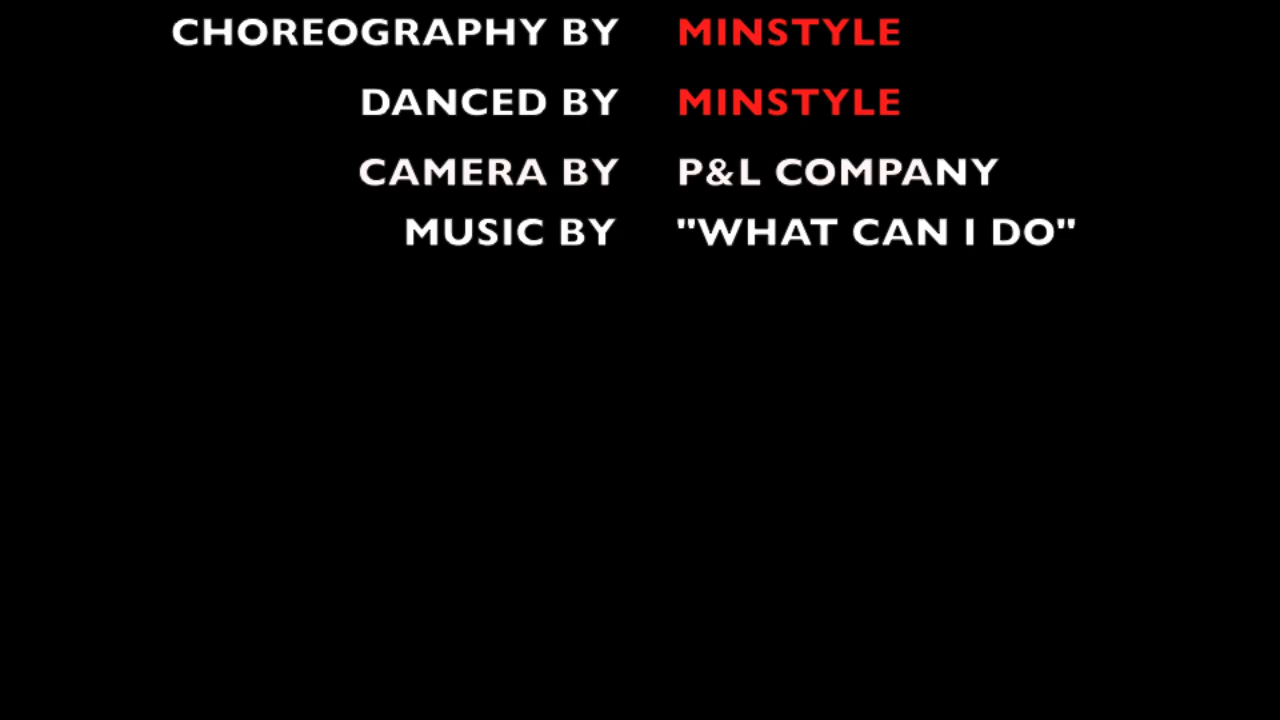 CHOREOGRAPHY BY MINSTYLE
DANCED BY MINSTYLE
CAMERA BY P&L COMPANY
MUSIC BY "WHAT CAN I DO"